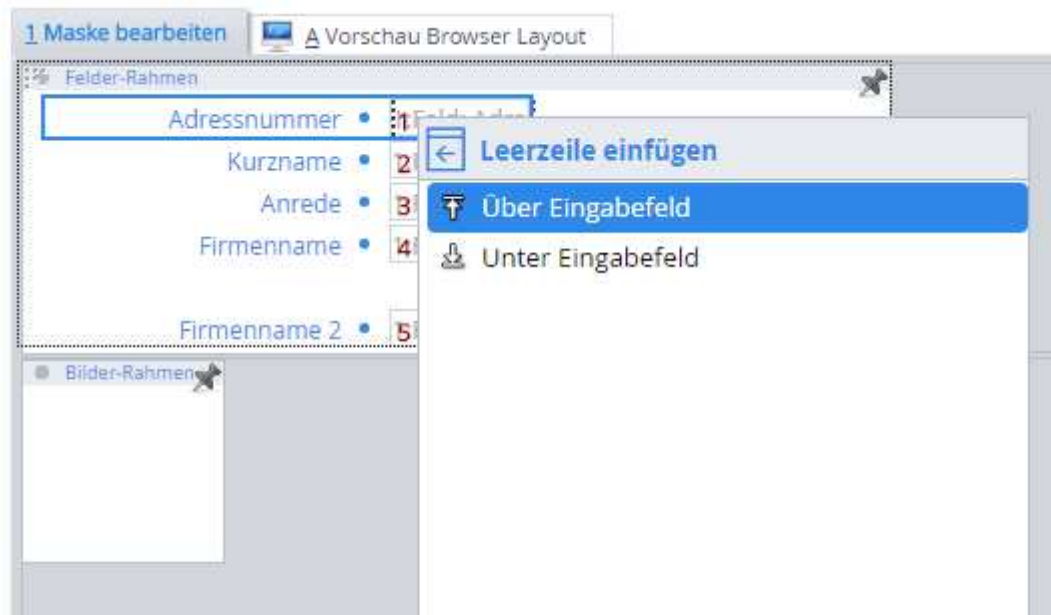 1 Maske bearbeiten
A Vorschau Browser Layout
Felder-Rahmen
Adressnummer • 1
Kurzname • 2
Anrede • 3
Firmenname • 4
Firmenname 2 • 5
Leerzeile einfügen
Über Eingabefeld
Unter Eingabefeld
Bilder-Rahmen